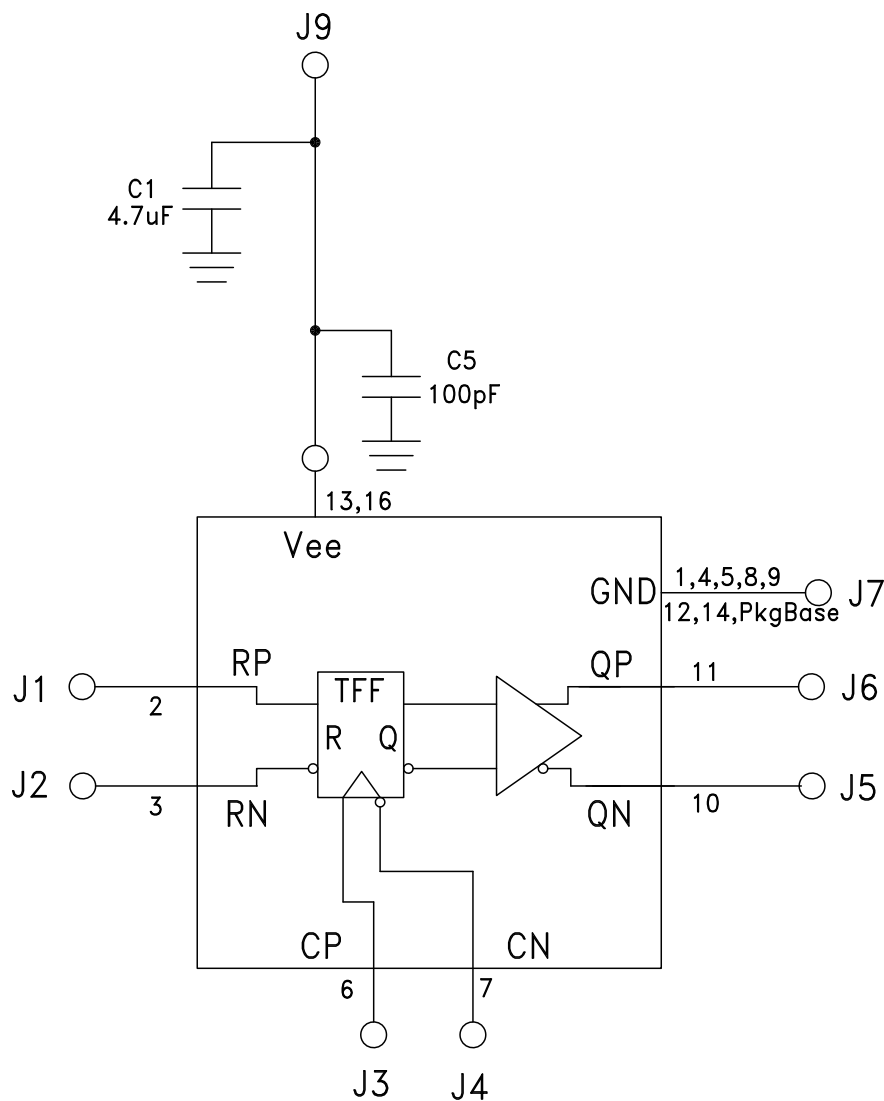 J9
C1
4.7uF
C5
100pF
13,16
Vee
GND
1,4,5,8,9
12,14,PkgBase
J7
J1
2
RP
TFF
R
Q
QP
11
J6
J2
3
RN
QN
10
J5
CP
CN
6
7
J3
J4